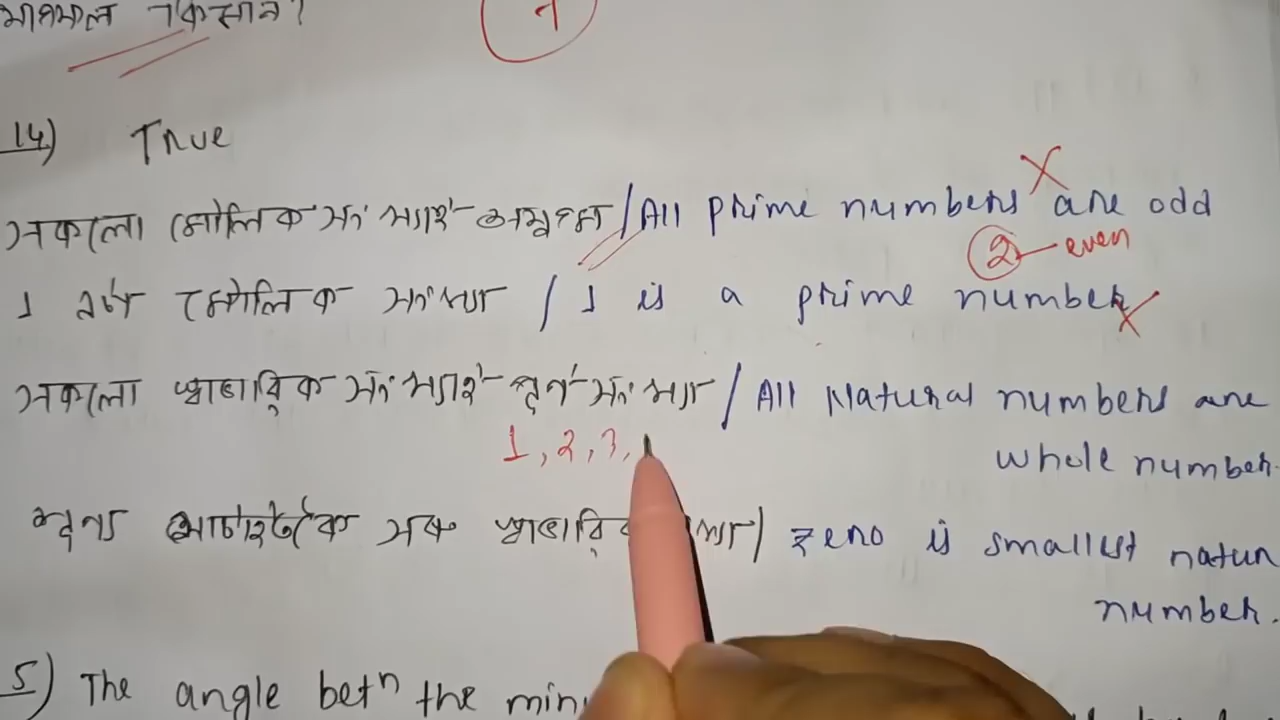 14) True
সকলো মৌলিক সংখ্যাই অযুগ্ম / All prime numbers are odd
2 — even
1 এটা মৌলিক সংখ্যা / 1 is a prime number
সকলো স্বাভাৱিক সংখ্যাই পূৰ্ণ সংখ্যা / All Natural numbers are
1, 2, 3,
whole number.
শূন্য আটাইতকৈ সৰু স্বাভাৱিক / zero is smallest natur
number.
5) The angle betⁿ the min